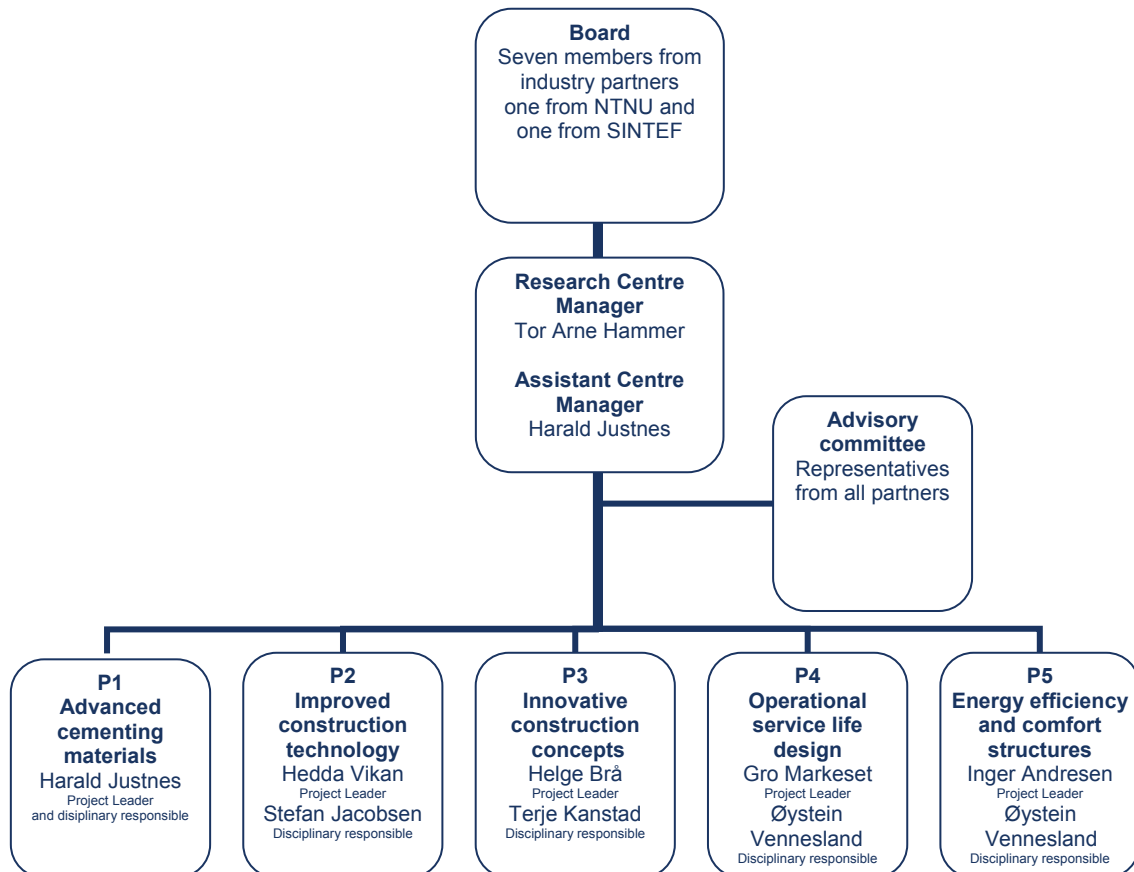 Board
Seven members from
industry partners
one from NTNU and
one from SINTEF
Research Centre
Manager
Tor Arne Hammer
Assistant Centre
Manager
Harald Justnes
Advisory
committee
Representatives
from all partners
P1
Advanced
cementing
materials
Harald Justnes
Project Leader
and disiplinary responsible
P2
Improved
construction
technology
Hedda Vikan
Project Leader
Stefan Jacobsen
Disciplinary responsible
P3
Innovative
construction
concepts
Helge Brå
Project Leader
Terje Kanstad
Disciplinary responsible
P4
Operational
service life
design
Gro Markeset
Project Leader
Øystein
Vennesland
Disciplinary responsible
P5
Energy efficiency
and comfort
structures
Inger Andresen
Project Leader
Øystein
Vennesland
Disciplinary responsible